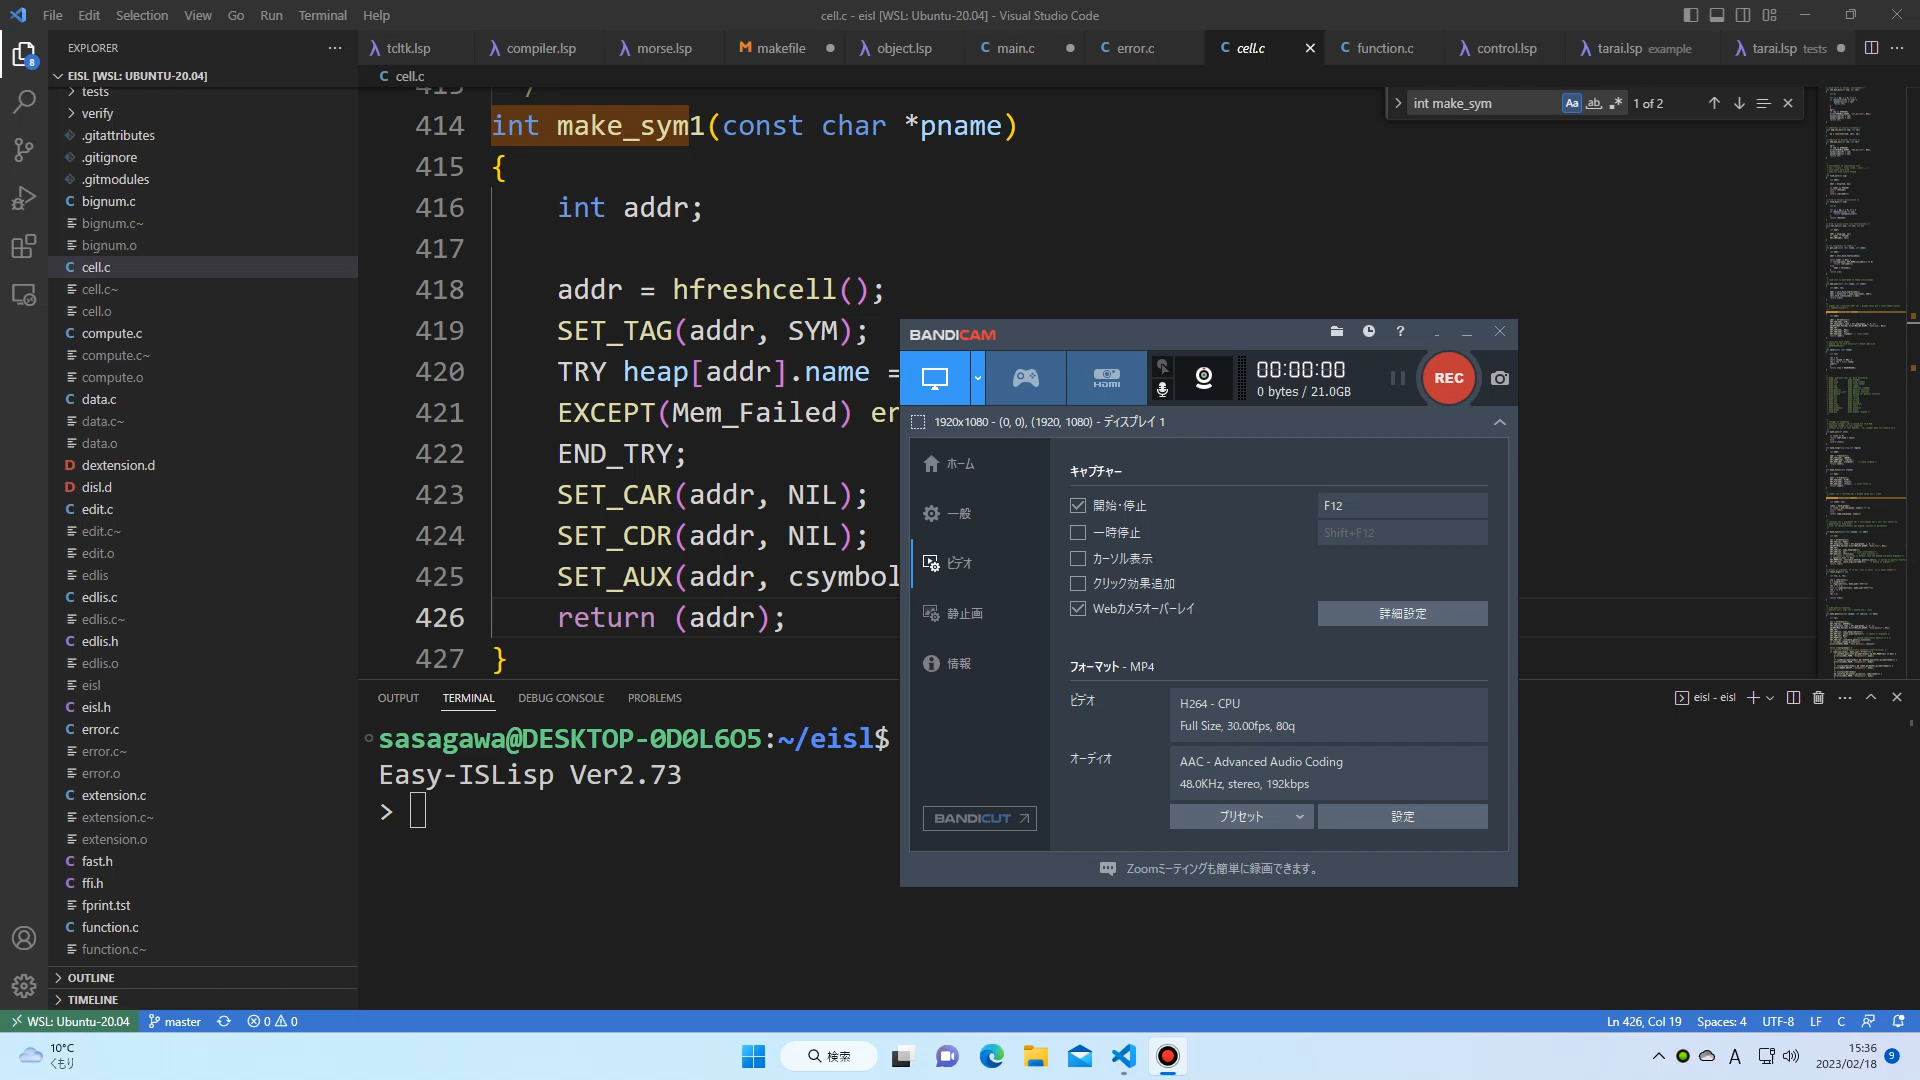 File Edit Selection View Go Run Terminal Help
cell.c - eisl [WSL: Ubuntu-20.04] - Visual Studio Code
EXPLORER
EISL [WSL: UBUNTU-20.04]
tests
verify
.gitattributes
.gitignore
.gitmodules
bignum.c
bignum.c~
bignum.o
cell.c
cell.c~
cell.o
compute.c
compute.c~
compute.o
data.c
data.c~
data.o
dextension.d
disl.d
edit.c
edit.c~
edit.o
edlis
edlis.c
edlis.c~
edlis.h
edlis.o
eisl
eisl.h
error.c
error.c~
error.o
extension.c
extension.c~
extension.o
fast.h
ffi.h
fprint.tst
function.c
function.c~
OUTLINE
TIMELINE
tcltk.lsp compiler.lsp morse.lsp makefile object.lsp main.c error.c cell.c function.c control.lsp tarai.lsp example tarai.lsp tests
cell.c
int make_sym Aa ab 1 of 2
414 int make_sym1(const char *pname)
415 {
416 int addr;
417
418 addr = hfreshcell();
419 SET_TAG(addr, SYM);
420 TRY heap[addr].name =
421 EXCEPT(Mem_Failed) er
422 END_TRY;
423 SET_CAR(addr, NIL);
424 SET_CDR(addr, NIL);
425 SET_AUX(addr, csymbol
426 return (addr);
427 }
OUTPUT TERMINAL DEBUG CONSOLE PROBLEMS
eisl - eisl
sasagawa@DESKTOP-0D0L6O5:~/eisl$
Easy-ISLisp Ver2.73
>
BANDICAM
HDMI
00:00:00
0 bytes / 21.0GB
REC
1920x1080 - (0, 0), (1920, 1080) - ディスプレイ 1
ホーム
一般
ビデオ
静止画
情報
BANDICUT
キャプチャー
開始・停止 F12
一時停止 Shift+F12
カーソル表示
クリック効果追加
Webカメラオーバーレイ 詳細設定
フォーマット - MP4
ビデオ
H264 - CPU
Full Size, 30.00fps, 80q
オーディオ
AAC - Advanced Audio Coding
48.0KHz, stereo, 192kbps
プリセット 設定
Zoomミーティングも簡単に録画できます。
WSL: Ubuntu-20.04 master 0 0
Ln 426, Col 19 Spaces: 4 UTF-8 LF C
10°C
くもり
検索
A
15:36
2023/02/18
9
8